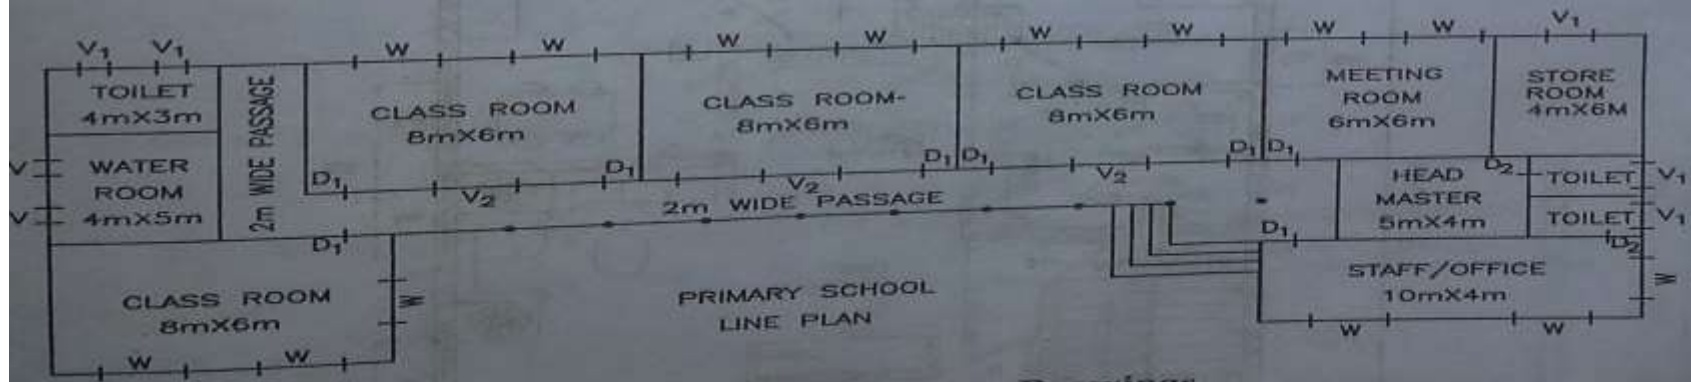 V1 V1
TOILET
4mX3m
V
WATER
ROOM
4mX5m
V
2m WIDE PASSAGE
W W
CLASS ROOM
8mX6m
D1 V2 D1
W W
CLASS ROOM-
8mX6m
V2 D1
W W
CLASS ROOM
8mX6m
D1 V2 D1
W W
MEETING
ROOM
6mX6m
D1 D2
V1
STORE
ROOM
4mX6M
2m WIDE PASSAGE
HEAD
MASTER
5mX4m
TOILET V1
TOILET V1
D1
D1 D2
CLASS ROOM
8mX6m
W
W W
PRIMARY SCHOOL
LINE PLAN
STAFF/OFFICE
10mX4m
W
W W